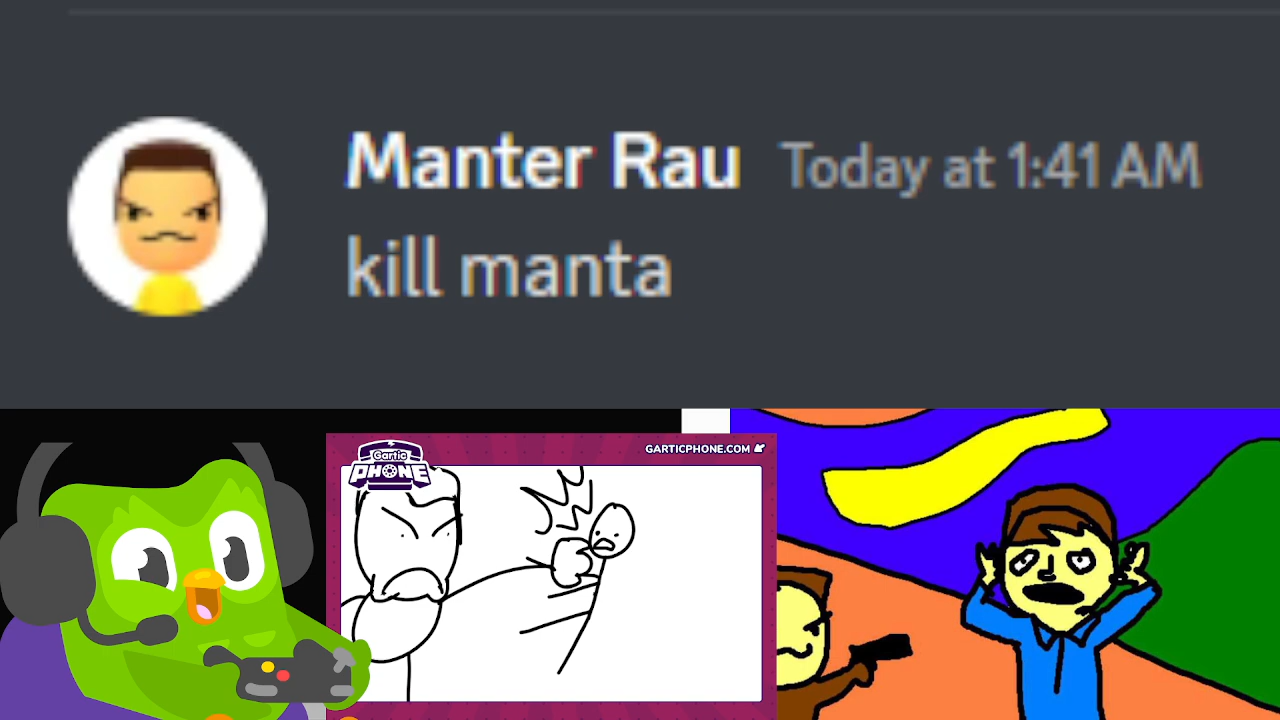 Manter Rau Today at 1:41 AM
kill manta
Gartic
PHONE
GARTICPHONE.COM